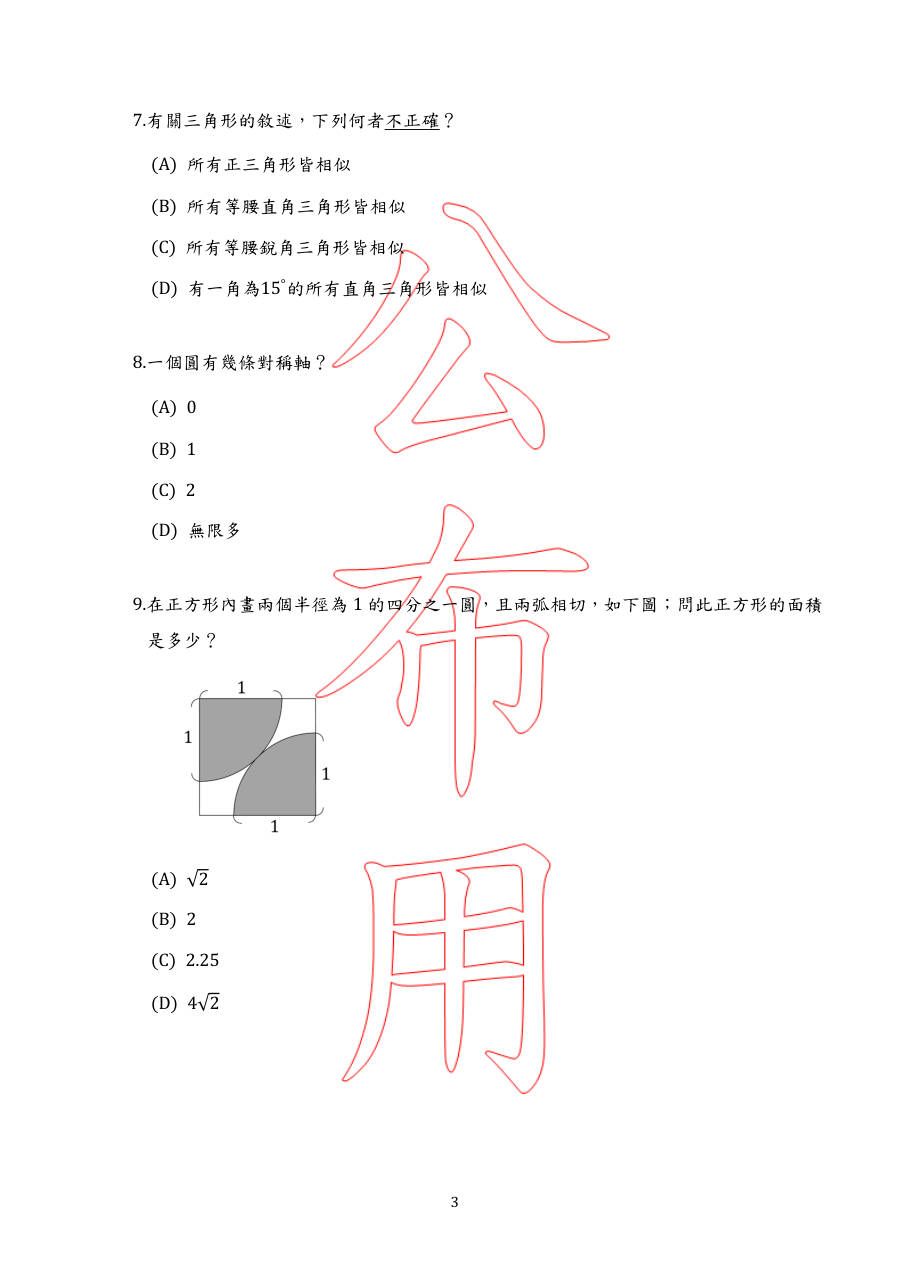 7.有關三角形的敘述，下列何者不正確？
(A) 所有正三角形皆相似
(B) 所有等腰直角三角形皆相似
(C) 所有等腰銳角三角形皆相似
(D) 有一角為15°的所有直角三角形皆相似
8.一個圓有幾條對稱軸？
(A) 0
(B) 1
(C) 2
(D) 無限多
9.在正方形內畫兩個半徑為 1 的四分之一圓，且兩弧相切，如下圖；問此正方形的面積
是多少？
1
1
1
1
(A) √2
(B) 2
(C) 2.25
(D) 4√2
公
布
用
3